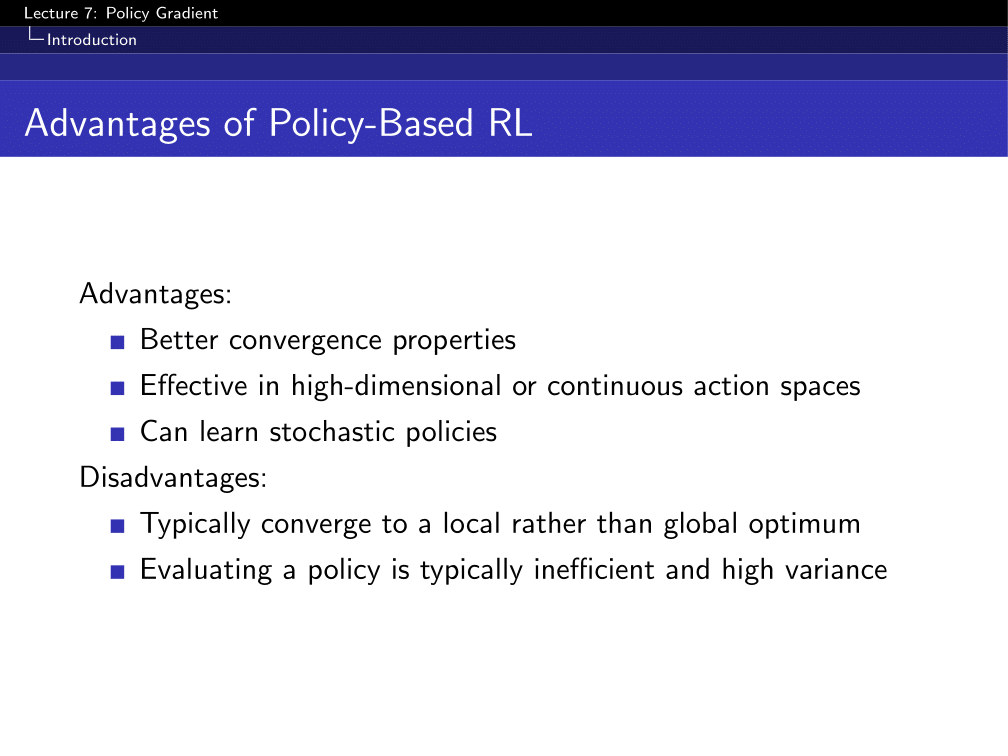 Lecture 7: Policy Gradient
Introduction
Advantages of Policy-Based RL
Advantages:
Better convergence properties
Effective in high-dimensional or continuous action spaces
Can learn stochastic policies
Disadvantages:
Typically converge to a local rather than global optimum
Evaluating a policy is typically inefficient and high variance